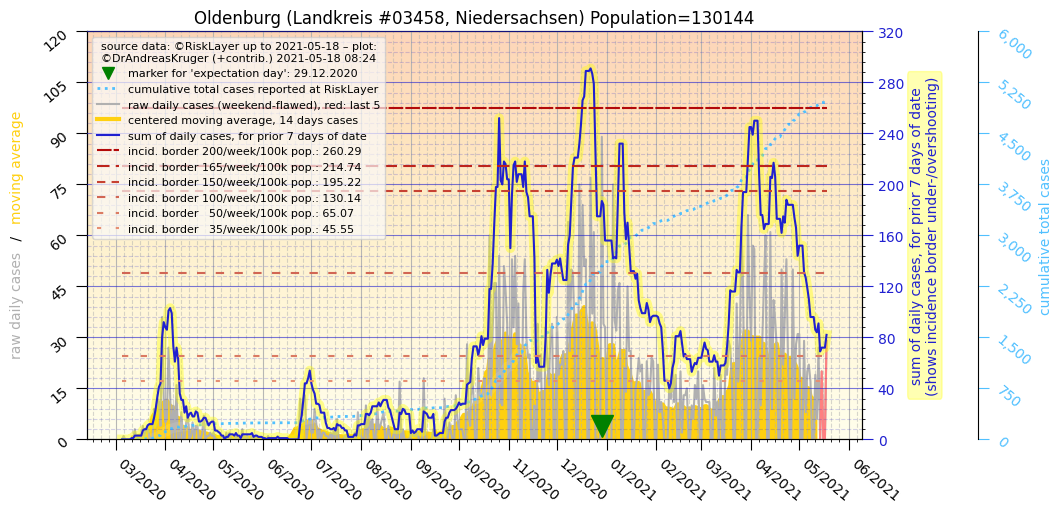 Oldenburg (Landkreis #03458, Niedersachsen) Population=130144
source data: ©RiskLayer up to 2021-05-18 – plot:
©DrAndreasKruger (+contrib.) 2021-05-18 08:24
marker for 'expectation day': 29.12.2020
cumulative total cases reported at RiskLayer
raw daily cases (weekend-flawed), red: last 5
centered moving average, 14 days cases
sum of daily cases, for prior 7 days of date
incid. border 200/week/100k pop.: 260.29
incid. border 165/week/100k pop.: 214.74
incid. border 150/week/100k pop.: 195.22
incid. border 100/week/100k pop.: 130.14
incid. border 50/week/100k pop.: 65.07
incid. border 35/week/100k pop.: 45.55
raw daily cases / moving average
120
105
90
75
60
45
30
15
0
03/2020
04/2020
05/2020
06/2020
07/2020
08/2020
09/2020
10/2020
11/2020
12/2020
01/2021
02/2021
03/2021
04/2021
05/2021
06/2021
320
280
240
200
160
120
80
40
0
sum of daily cases, for prior 7 days of date
(shows incidence border under-/overshooting)
6,000
5,250
4,500
3,750
3,000
2,250
1,500
750
0
cumulative total cases